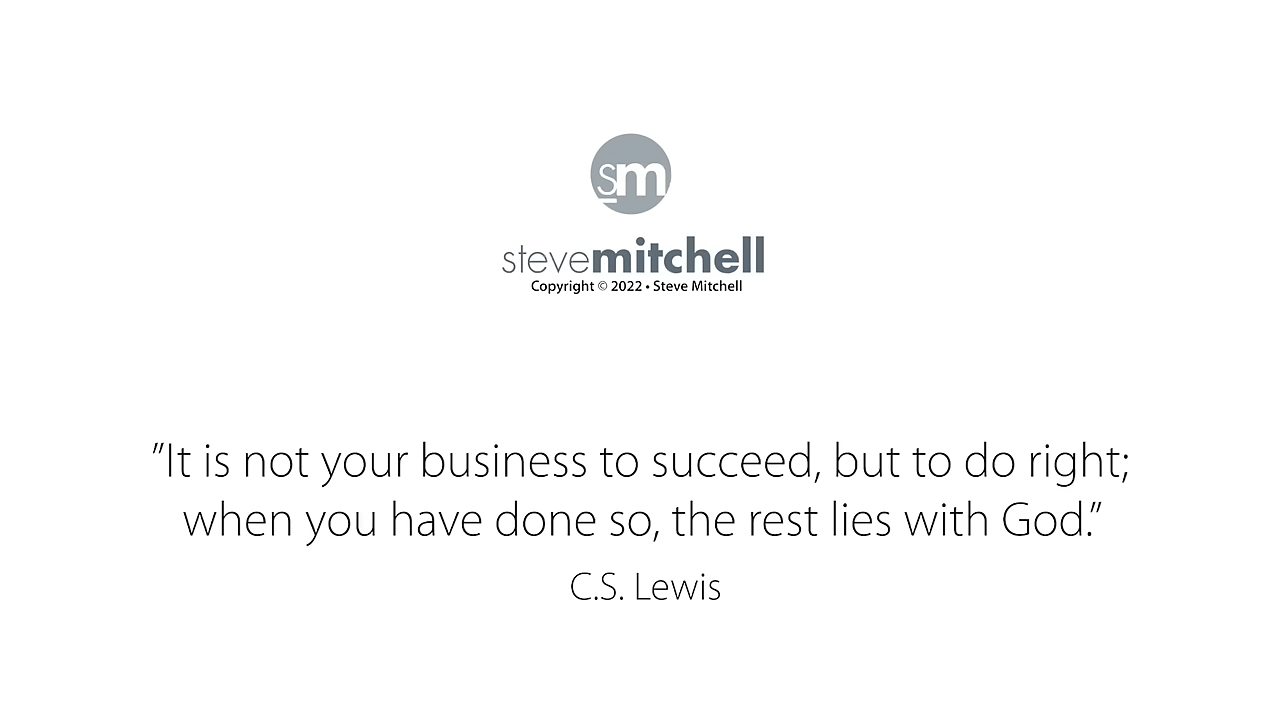 sm
stevemitchell
Copyright © 2022 • Steve Mitchell
”It is not your business to succeed, but to do right;
when you have done so, the rest lies with God.”
C.S. Lewis